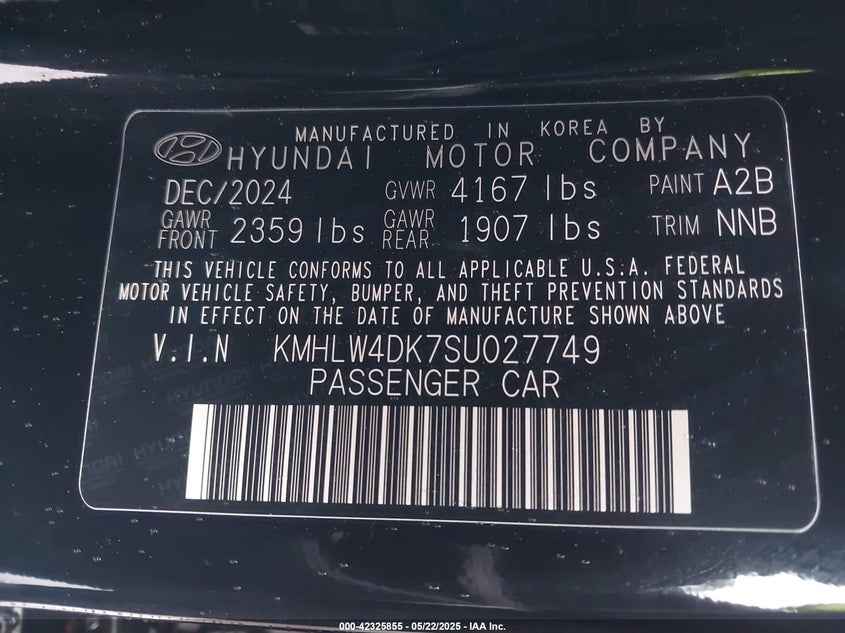 MANUFACTURED IN KOREA BY
HYUNDAI MOTOR COMPANY
DEC/2024 GVWR 4167 lbs PAINT A2B
GAWR FRONT 2359 lbs GAWR REAR 1907 lbs TRIM NNB
THIS VEHICLE CONFORMS TO ALL APPLICABLE U.S.A. FEDERAL
MOTOR VEHICLE SAFETY, BUMPER, AND THEFT PREVENTION STANDARDS
IN EFFECT ON THE DATE OF MANUFACTURE SHOWN ABOVE
V.I.N KMHLW4DK7SU027749
PASSENGER CAR
HYUNDAI
000-42325855 -- 05/22/2025 - IAA Inc.